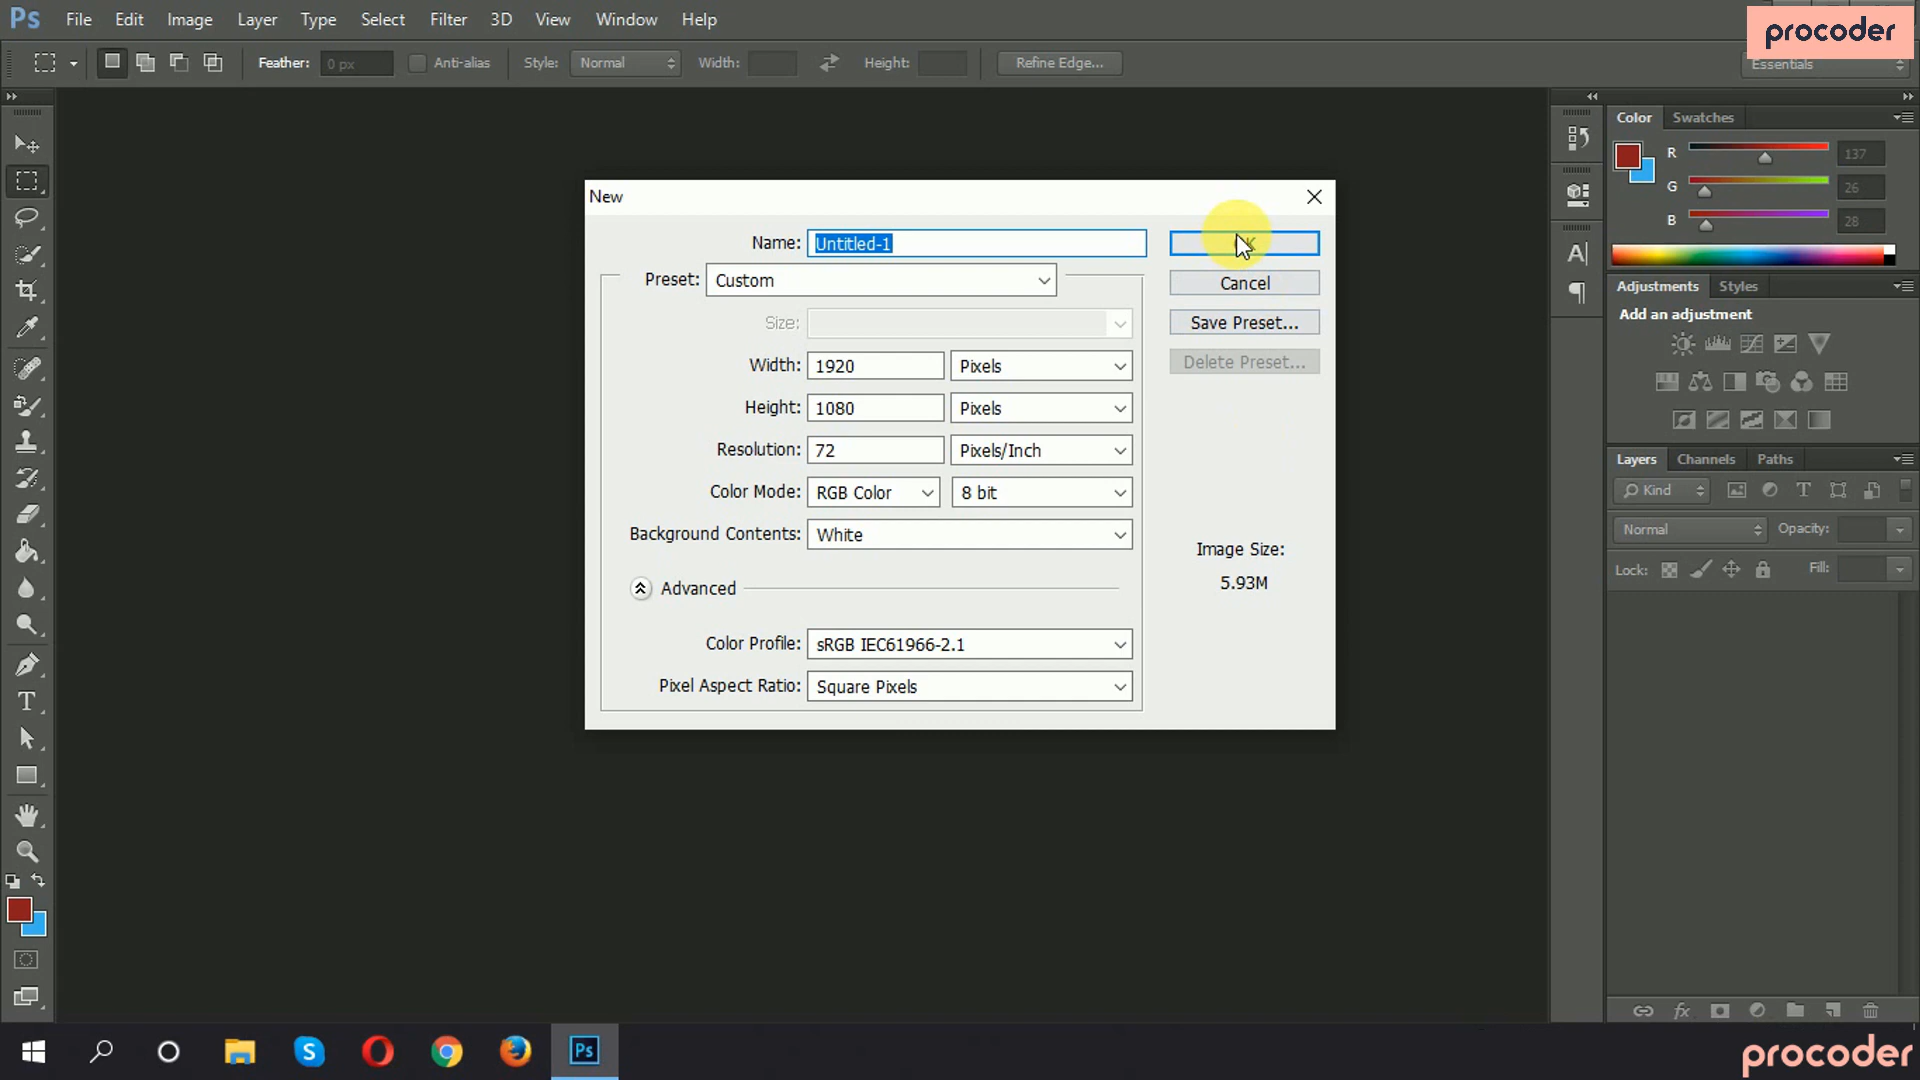 Ps File Edit Image Layer Type Select Filter 3D View Window Help
procoder
Feather: 0 px Anti-alias Style: Normal Width: Height: Refine Edge... Essentials
Color Swatches
R 137
G 26
B 28
New
Name: Untitled-1
Preset: Custom Cancel
Size: Save Preset...
Width: 1920 Pixels Delete Preset...
Height: 1080 Pixels
Resolution: 72 Pixels/Inch
Color Mode: RGB Color 8 bit
Background Contents: White
Image Size:
5.93M
Advanced
Color Profile: sRGB IEC61966-2.1
Pixel Aspect Ratio: Square Pixels
Adjustments Styles
Add an adjustment
Layers Channels Paths
Kind
Normal Opacity:
Lock: Fill:
fx
Ps
procoder